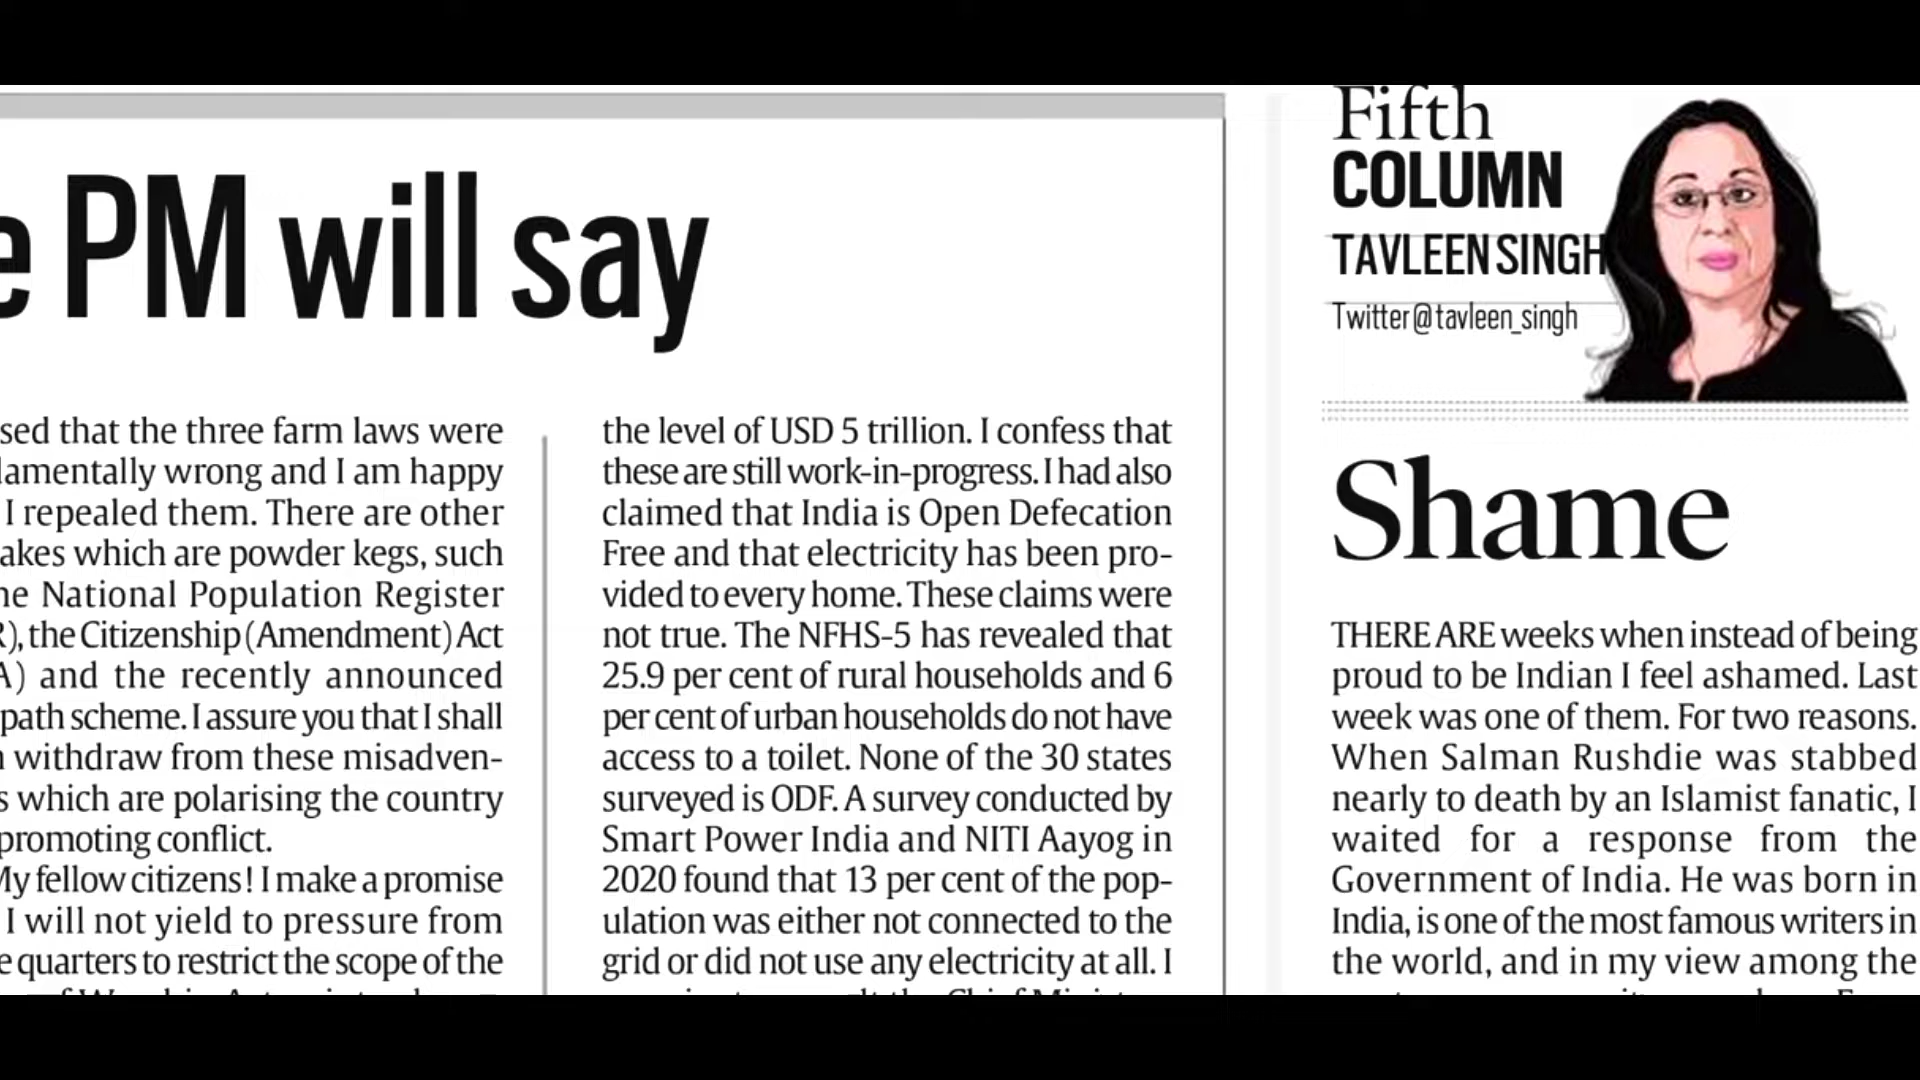 PM will say
sed that the three farm laws were
lamentally wrong and I am happy
I repealed them. There are other
akes which are powder kegs, such
National Population Register
the Citizenship (Amendment) Act
and the recently announced
path scheme. I assure you that I shall
withdraw from these misadven-
which are polarising the country
promoting conflict.
My fellow citizens! I make a promise
I will not yield to pressure from
quarters to restrict the scope of the
the level of USD 5 trillion. I confess that
these are still work-in-progress. I had also
claimed that India is Open Defecation
Free and that electricity has been pro-
vided to every home. These claims were
not true. The NFHS-5 has revealed that
25.9 per cent of rural households and 6
per cent of urban households do not have
access to a toilet. None of the 30 states
surveyed is ODF. A survey conducted by
Smart Power India and NITI Aayog in
2020 found that 13 per cent of the pop-
ulation was either not connected to the
grid or did not use any electricity at all. I
Fifth
COLUMN
TAVLEEN SINGH
Twitter@tavleen_singh
Shame
THERE ARE weeks when instead of being
proud to be Indian I feel ashamed. Last
week was one of them. For two reasons.
When Salman Rushdie was stabbed
nearly to death by an Islamist fanatic, I
waited for a response from the
Government of India. He was born in
India, is one of the most famous writers in
the world, and in my view among the